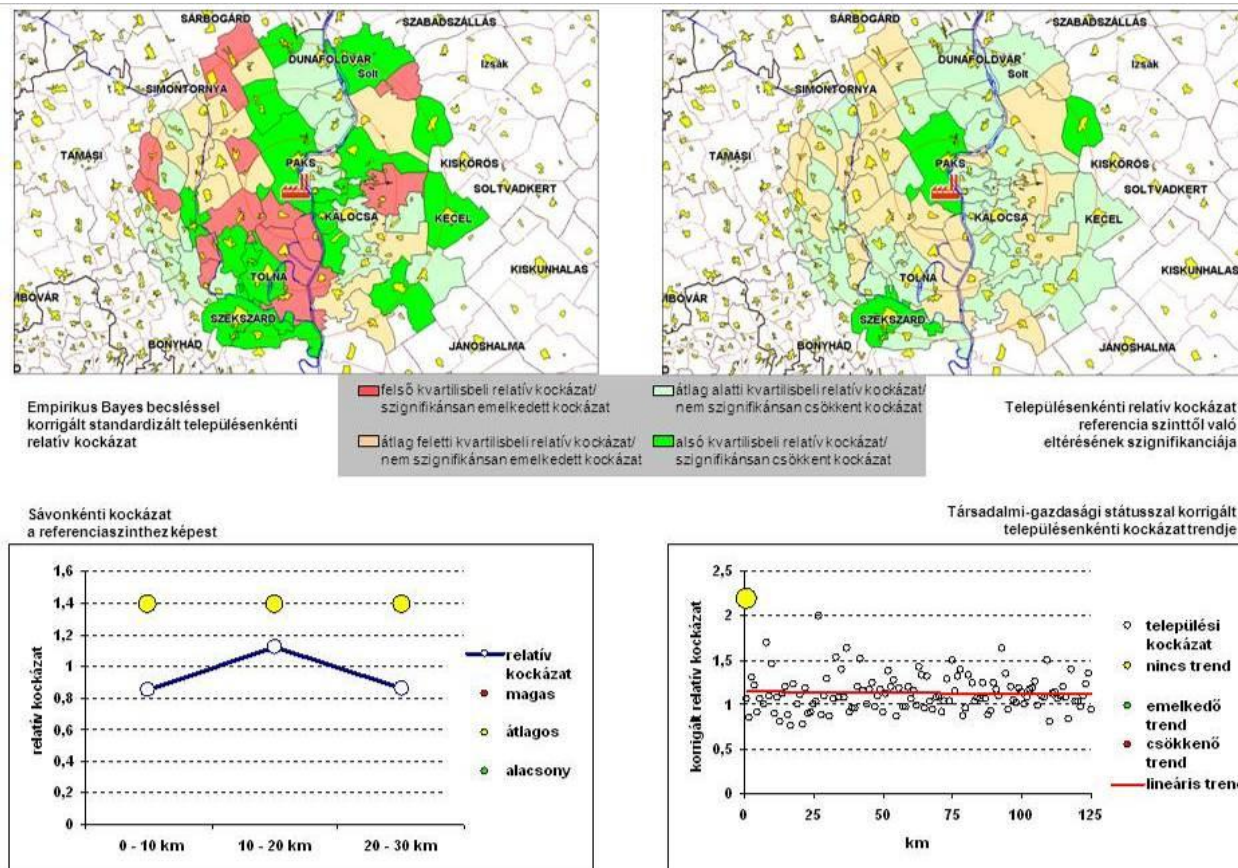 SÁRBOGÁRD
SZABADSZÁLLÁS
DUNAFÖLDVÁR
Solt
Izsák
SIMONTORNYA
TAMÁSI
PAKS
KISKŐRÖS
SOLTVADKERT
KALOCSA
KECEL
TOLNA
KISKUNHALAS
MBÓVÁR
SZEKSZÁRD
BONYHÁD
JÁNOSHALMA
SÁRBOGÁRD
SZABADSZÁLLÁS
DUNAFÖLDVÁR
Solt
Izsák
SIMONTORNYA
TAMÁSI
PAKS
KISKŐRÖS
SOLTVADKERT
KALOCSA
KECEL
TOLNA
KISKUNHALAS
MBÓVÁR
SZEKSZÁRD
BONYHÁD
JÁNOSHALMA
Empirikus Bayes becsléssel
korrigált standardizált településenkénti
relatív kockázat
felső kvartilisbeli relatív kockázat/
szignifikánsan emelkedett kockázat
átlag alatti kvartilisbeli relatív kockázat/
nem szignifikánsan csökkent kockázat
átlag feletti kvartilisbeli relatív kockázat/
nem szignifikánsan emelkedett kockázat
alsó kvartilisbeli relatív kockázat/
szignifikánsan csökkent kockázat
Településenkénti relatív kockázat
referencia szinttől való
eltérésének szignifikanciája
Sávonkénti kockázat
a referenciaszinthez képest
relatív kockázat
1,6
1,4
1,2
1
0,8
0,6
0,4
0,2
0
0 - 10 km
10 - 20 km
20 - 30 km
relatív
kockázat
magas
átlagos
alacsony
Társadalmi-gazdasági státusszal korrigált
településenkénti kockázat trendje
korrigált relatív kockázat
2,5
2
1,5
1
0,5
0
0
25
50
75
100
125
km
települési
kockázat
nincs trend
emelkedő
trend
csökkenő
trend
lineáris trend